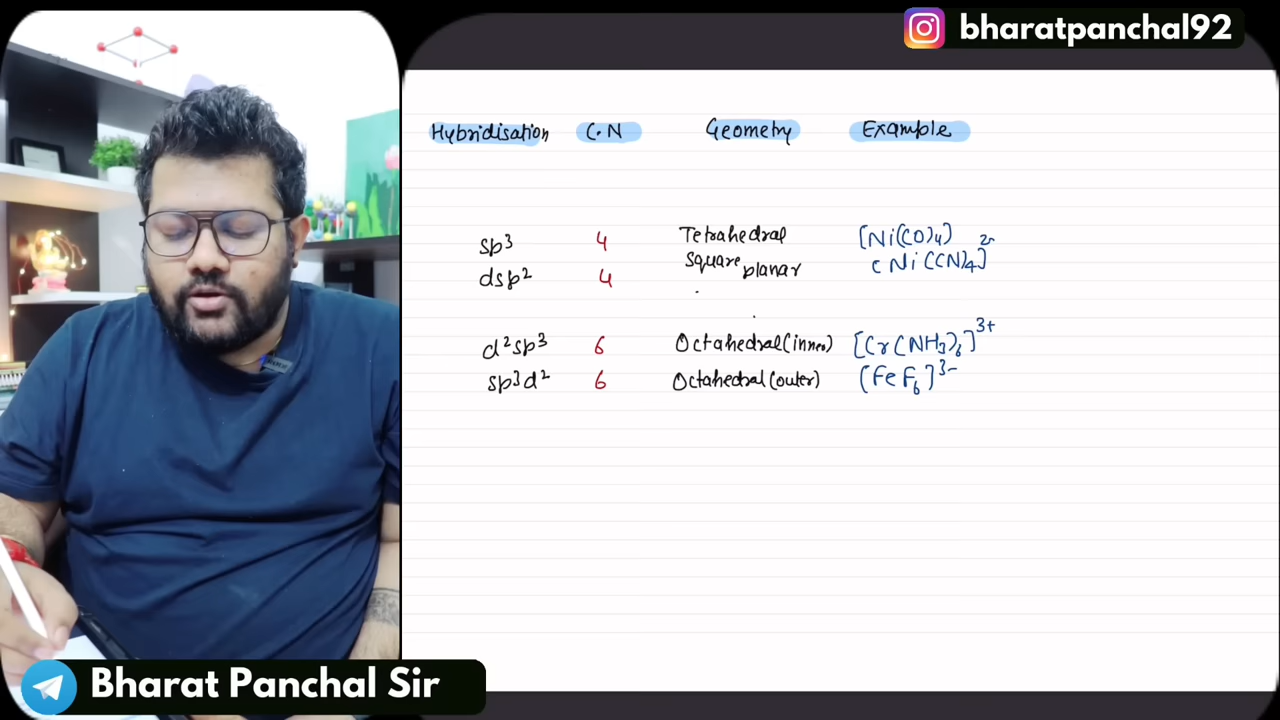 bharatpanchal92
Hybridisation C.N Geometry Example
sp³ 4 Tetrahedral [Ni(CO)₄)
dsp² 4 Square planar [Ni(CN)₄]²⁻
d²sp³ 6 Octahedral(inner) [Cr(NH₃)₆]³⁺
sp³d² 6 Octahedral(outer) [FeF₆]³⁻
Bharat Panchal Sir